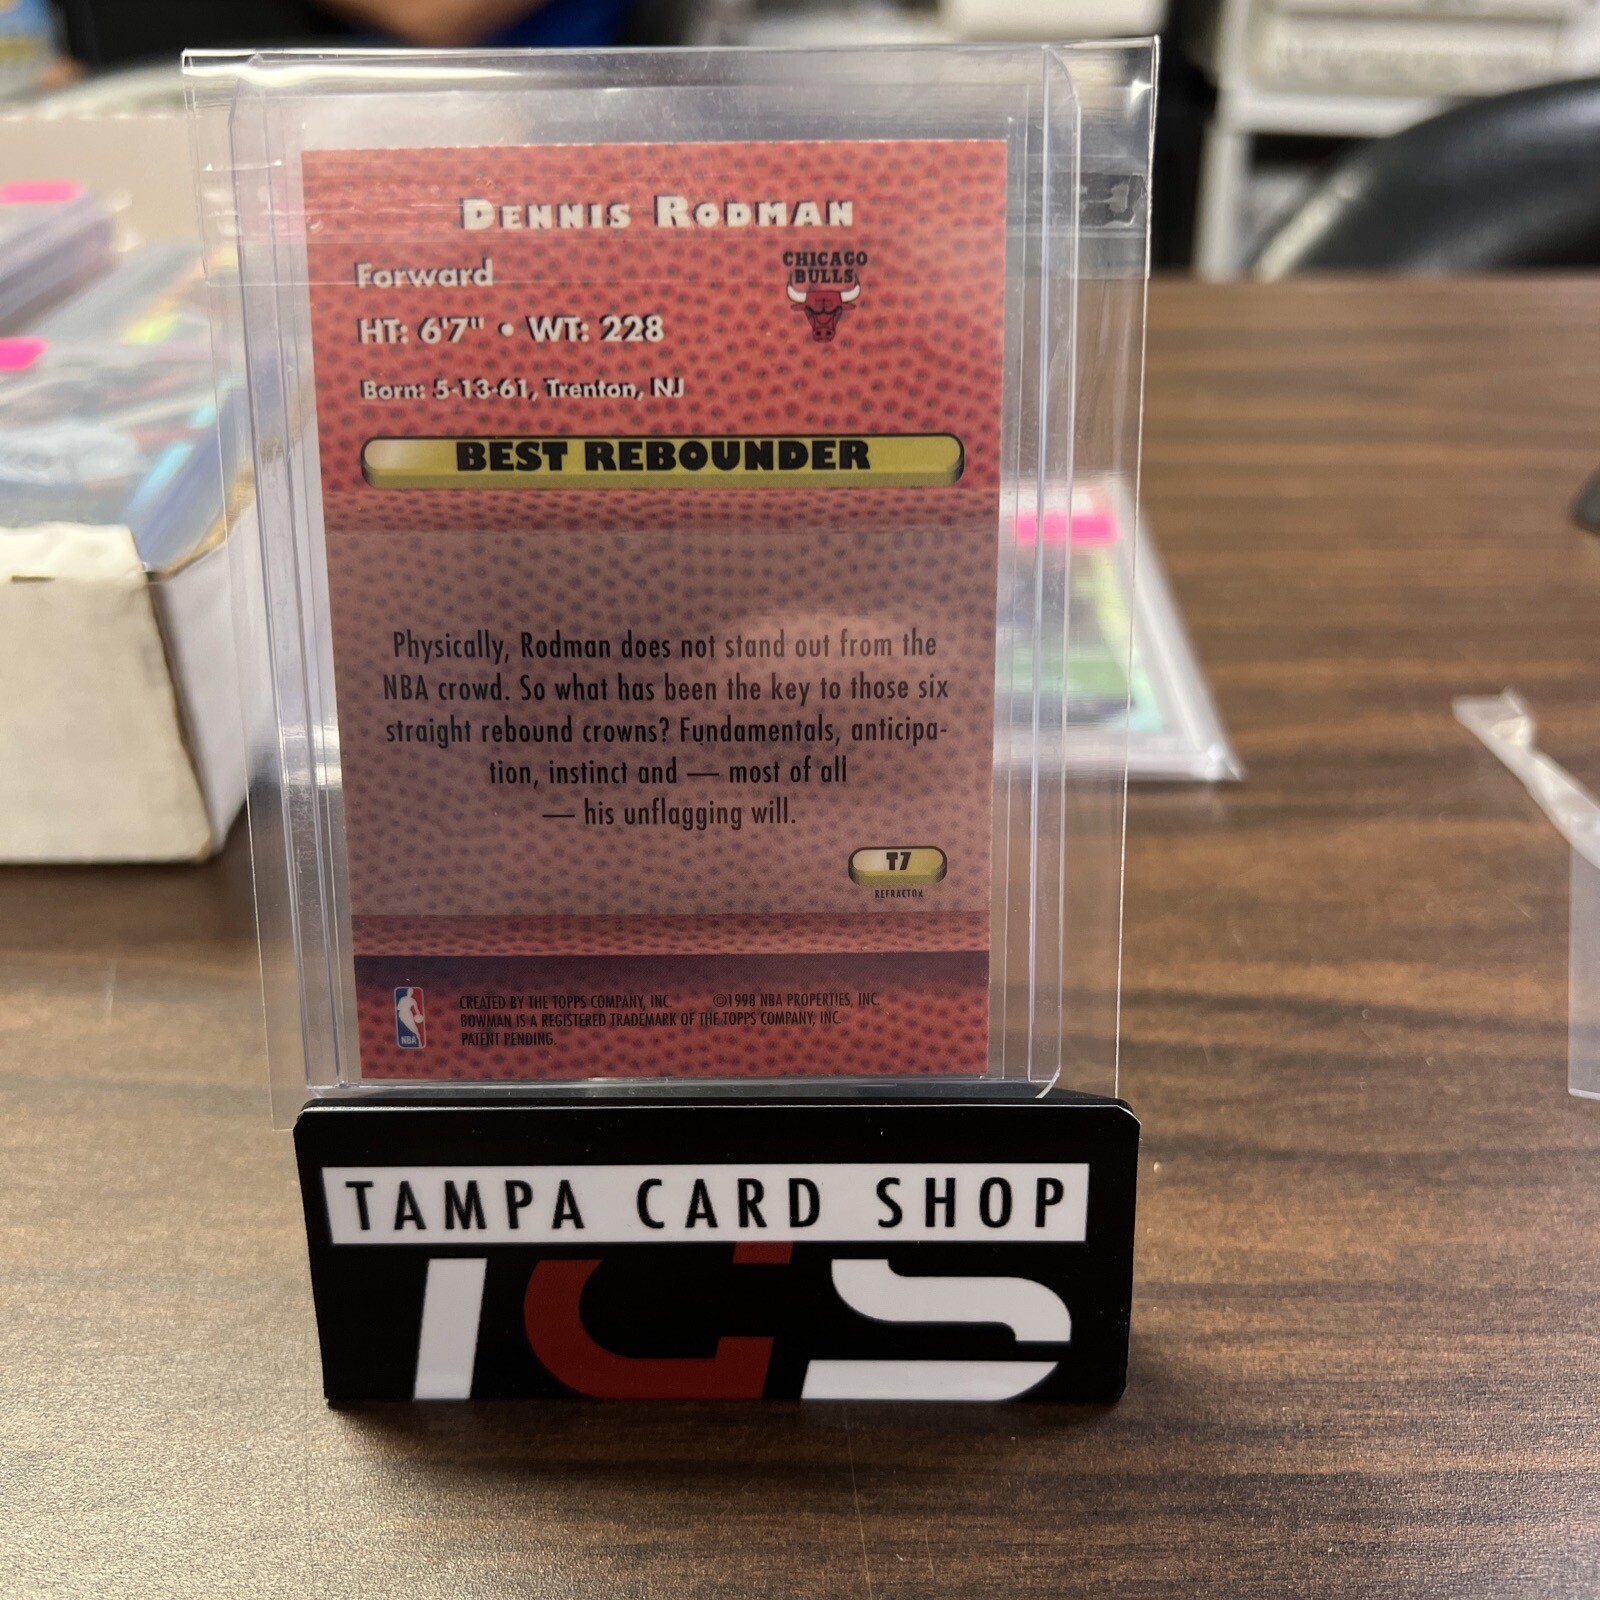 DENNIS RODMAN
Forward
CHICAGO
BULLS
HT: 6'7" • WT: 228
Born: 5-13-61, Trenton, NJ
BEST REBOUNDER
Physically, Rodman does not stand out from the
NBA crowd. So what has been the key to those six
straight rebound crowns? Fundamentals, anticipa-
tion, instinct and — most of all
— his unflagging will.
T7
REFRACTOR
NBA
CREATED BY THE TOPPS COMPANY, INC. ©1998 NBA PROPERTIES, INC.
BOWMAN IS A REGISTERED TRADEMARK OF THE TOPPS COMPANY, INC.
PATENT PENDING.
TAMPA CARD SHOP
TCS